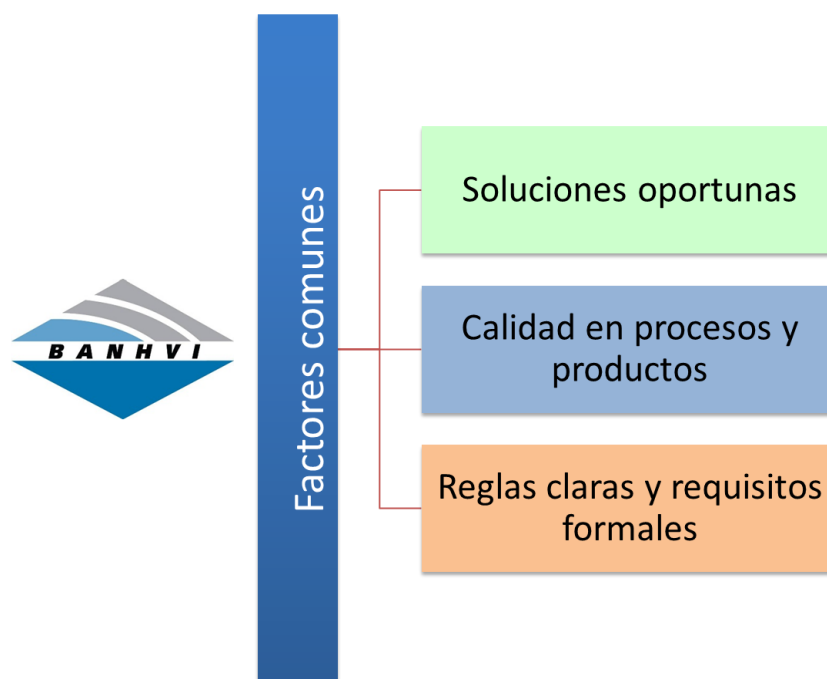 BANHVI
Factores comunes
Soluciones oportunas
Calidad en procesos y
productos
Reglas claras y requisitos
formales